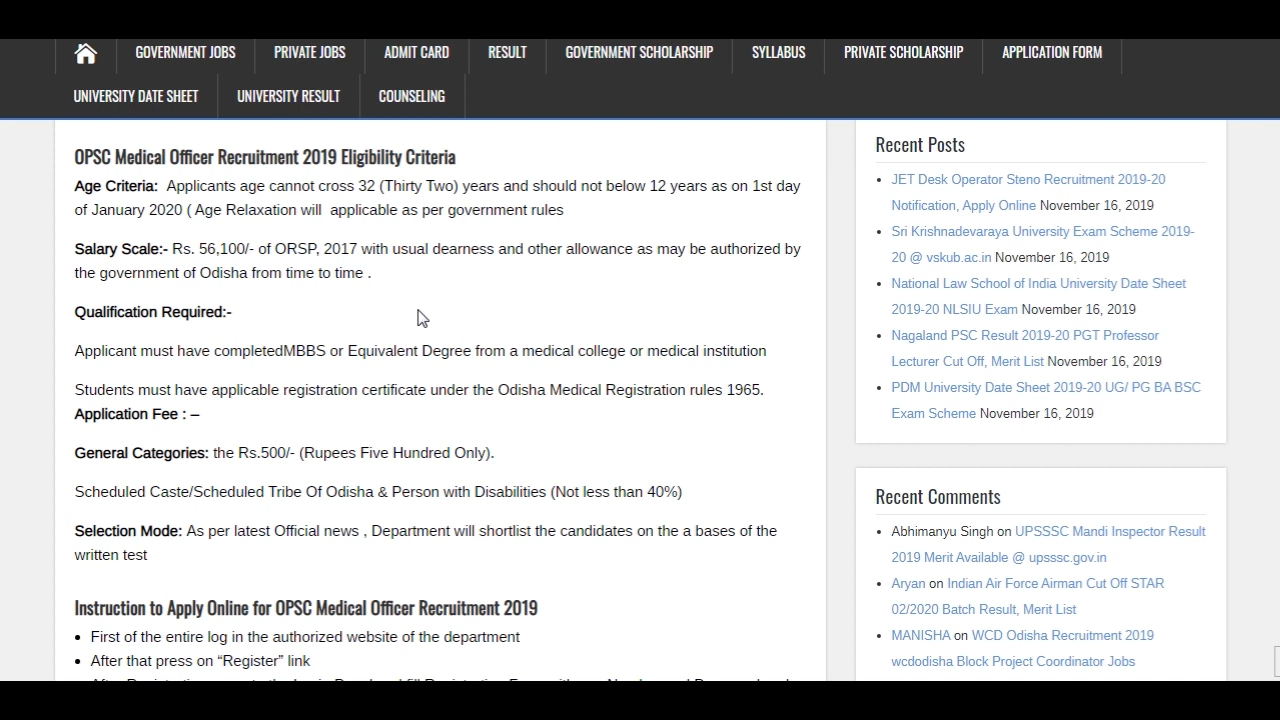 GOVERNMENT JOBS PRIVATE JOBS ADMIT CARD RESULT GOVERNMENT SCHOLARSHIP SYLLABUS PRIVATE SCHOLARSHIP APPLICATION FORM
UNIVERSITY DATE SHEET UNIVERSITY RESULT COUNSELING
OPSC Medical Officer Recruitment 2019 Eligibility Criteria
Age Criteria: Applicants age cannot cross 32 (Thirty Two) years and should not below 12 years as on 1st day
of January 2020 ( Age Relaxation will applicable as per government rules
Salary Scale:- Rs. 56,100/- of ORSP, 2017 with usual dearness and other allowance as may be authorized by
the government of Odisha from time to time .
Qualification Required:-
Applicant must have completedMBBS or Equivalent Degree from a medical college or medical institution
Students must have applicable registration certificate under the Odisha Medical Registration rules 1965.
Application Fee : –
General Categories: the Rs.500/- (Rupees Five Hundred Only).
Scheduled Caste/Scheduled Tribe Of Odisha & Person with Disabilities (Not less than 40%)
Selection Mode: As per latest Official news , Department will shortlist the candidates on the a bases of the
written test
Instruction to Apply Online for OPSC Medical Officer Recruitment 2019
First of the entire log in the authorized website of the department
After that press on “Register” link
Recent Posts
JET Desk Operator Steno Recruitment 2019-20
Notification, Apply Online November 16, 2019
Sri Krishnadevaraya University Exam Scheme 2019-
20 @ vskub.ac.in November 16, 2019
National Law School of India University Date Sheet
2019-20 NLSIU Exam November 16, 2019
Nagaland PSC Result 2019-20 PGT Professor
Lecturer Cut Off, Merit List November 16, 2019
PDM University Date Sheet 2019-20 UG/ PG BA BSC
Exam Scheme November 16, 2019
Recent Comments
Abhimanyu Singh on UPSSSC Mandi Inspector Result
2019 Merit Available @ upsssc.gov.in
Aryan on Indian Air Force Airman Cut Off STAR
02/2020 Batch Result, Merit List
MANISHA on WCD Odisha Recruitment 2019
wcdodisha Block Project Coordinator Jobs